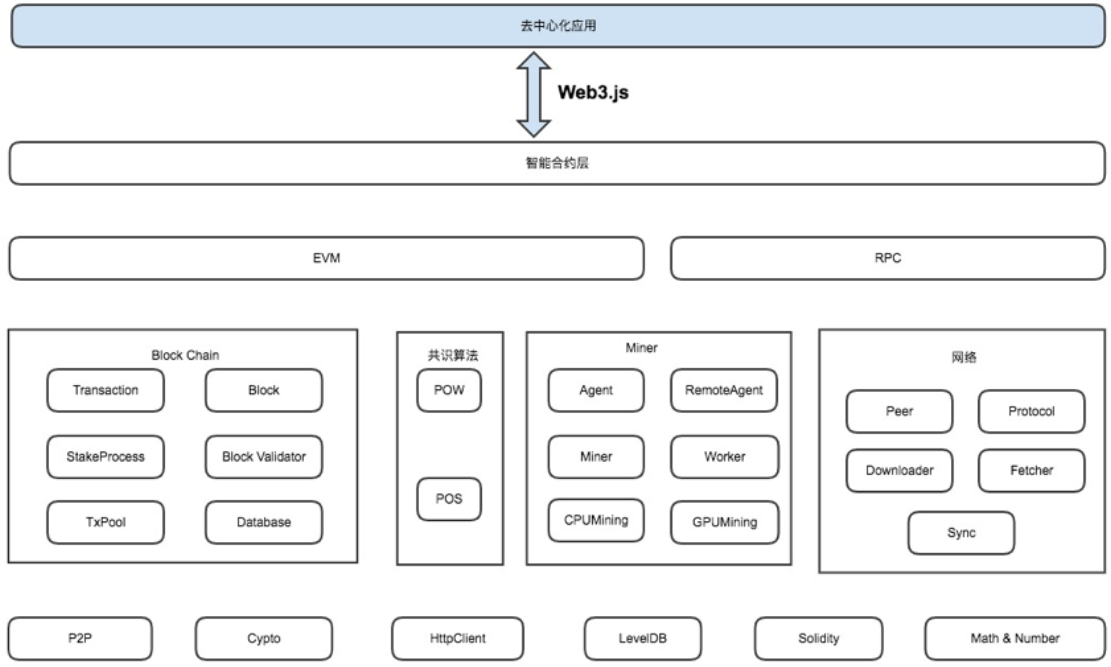 去中心化应用
Web3.js
智能合约层
EVM
RPC
Block Chain
Transaction
Block
StakeProcess
Block Validator
TxPool
Database
共识算法
POW
POS
Miner
Agent
RemoteAgent
Miner
Worker
CPUMining
GPUMining
网络
Peer
Protocol
Downloader
Fetcher
Sync
P2P
Cypto
HttpClient
LevelDB
Solidity
Math & Number